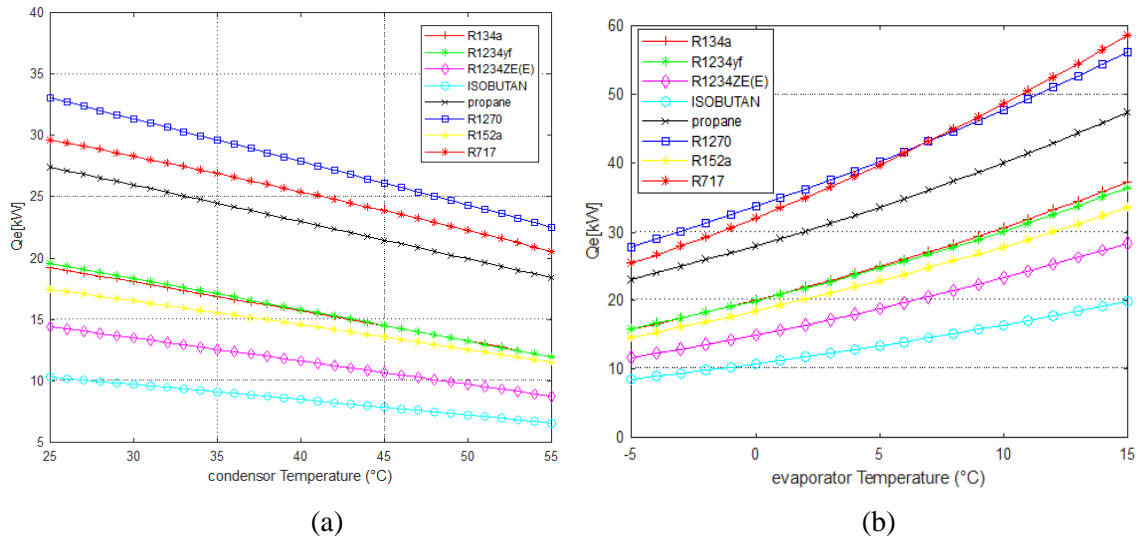 40
35
30
25
20
15
10
5
Qe[kW]
25
30
35
40
45
50
55
condensor Temperature (°C)
R134a
R1234yf
R1234ZE(E)
ISOBUTAN
propane
R1270
R152a
R717
(a)
60
50
40
30
20
10
0
Qe[kW]
-5
0
5
10
15
evaporator Temperature (°C)
R134a
R1234yf
R1234ZE(E)
ISOBUTAN
propane
R1270
R152a
R717
(b)